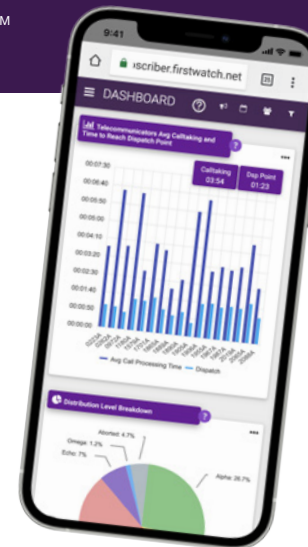 M
9:41
scriber.firstwatch.net
DASHBOARD
Telecommunicators Avg Calltaking and
Time to Reach Dispatch Point
Calltaking
03:54
Dsp Point
01:23
00:07:30
00:06:40
00:05:50
00:05:00
00:04:10
00:03:20
00:02:30
00:01:40
00:00:50
00:00:00
Avg Call Processing Time
Dispatch
Distribution Level Breakdown
Aborted: 4.7%
Omega: 1.2%
Echo: 7%
Alpha: 26.7%